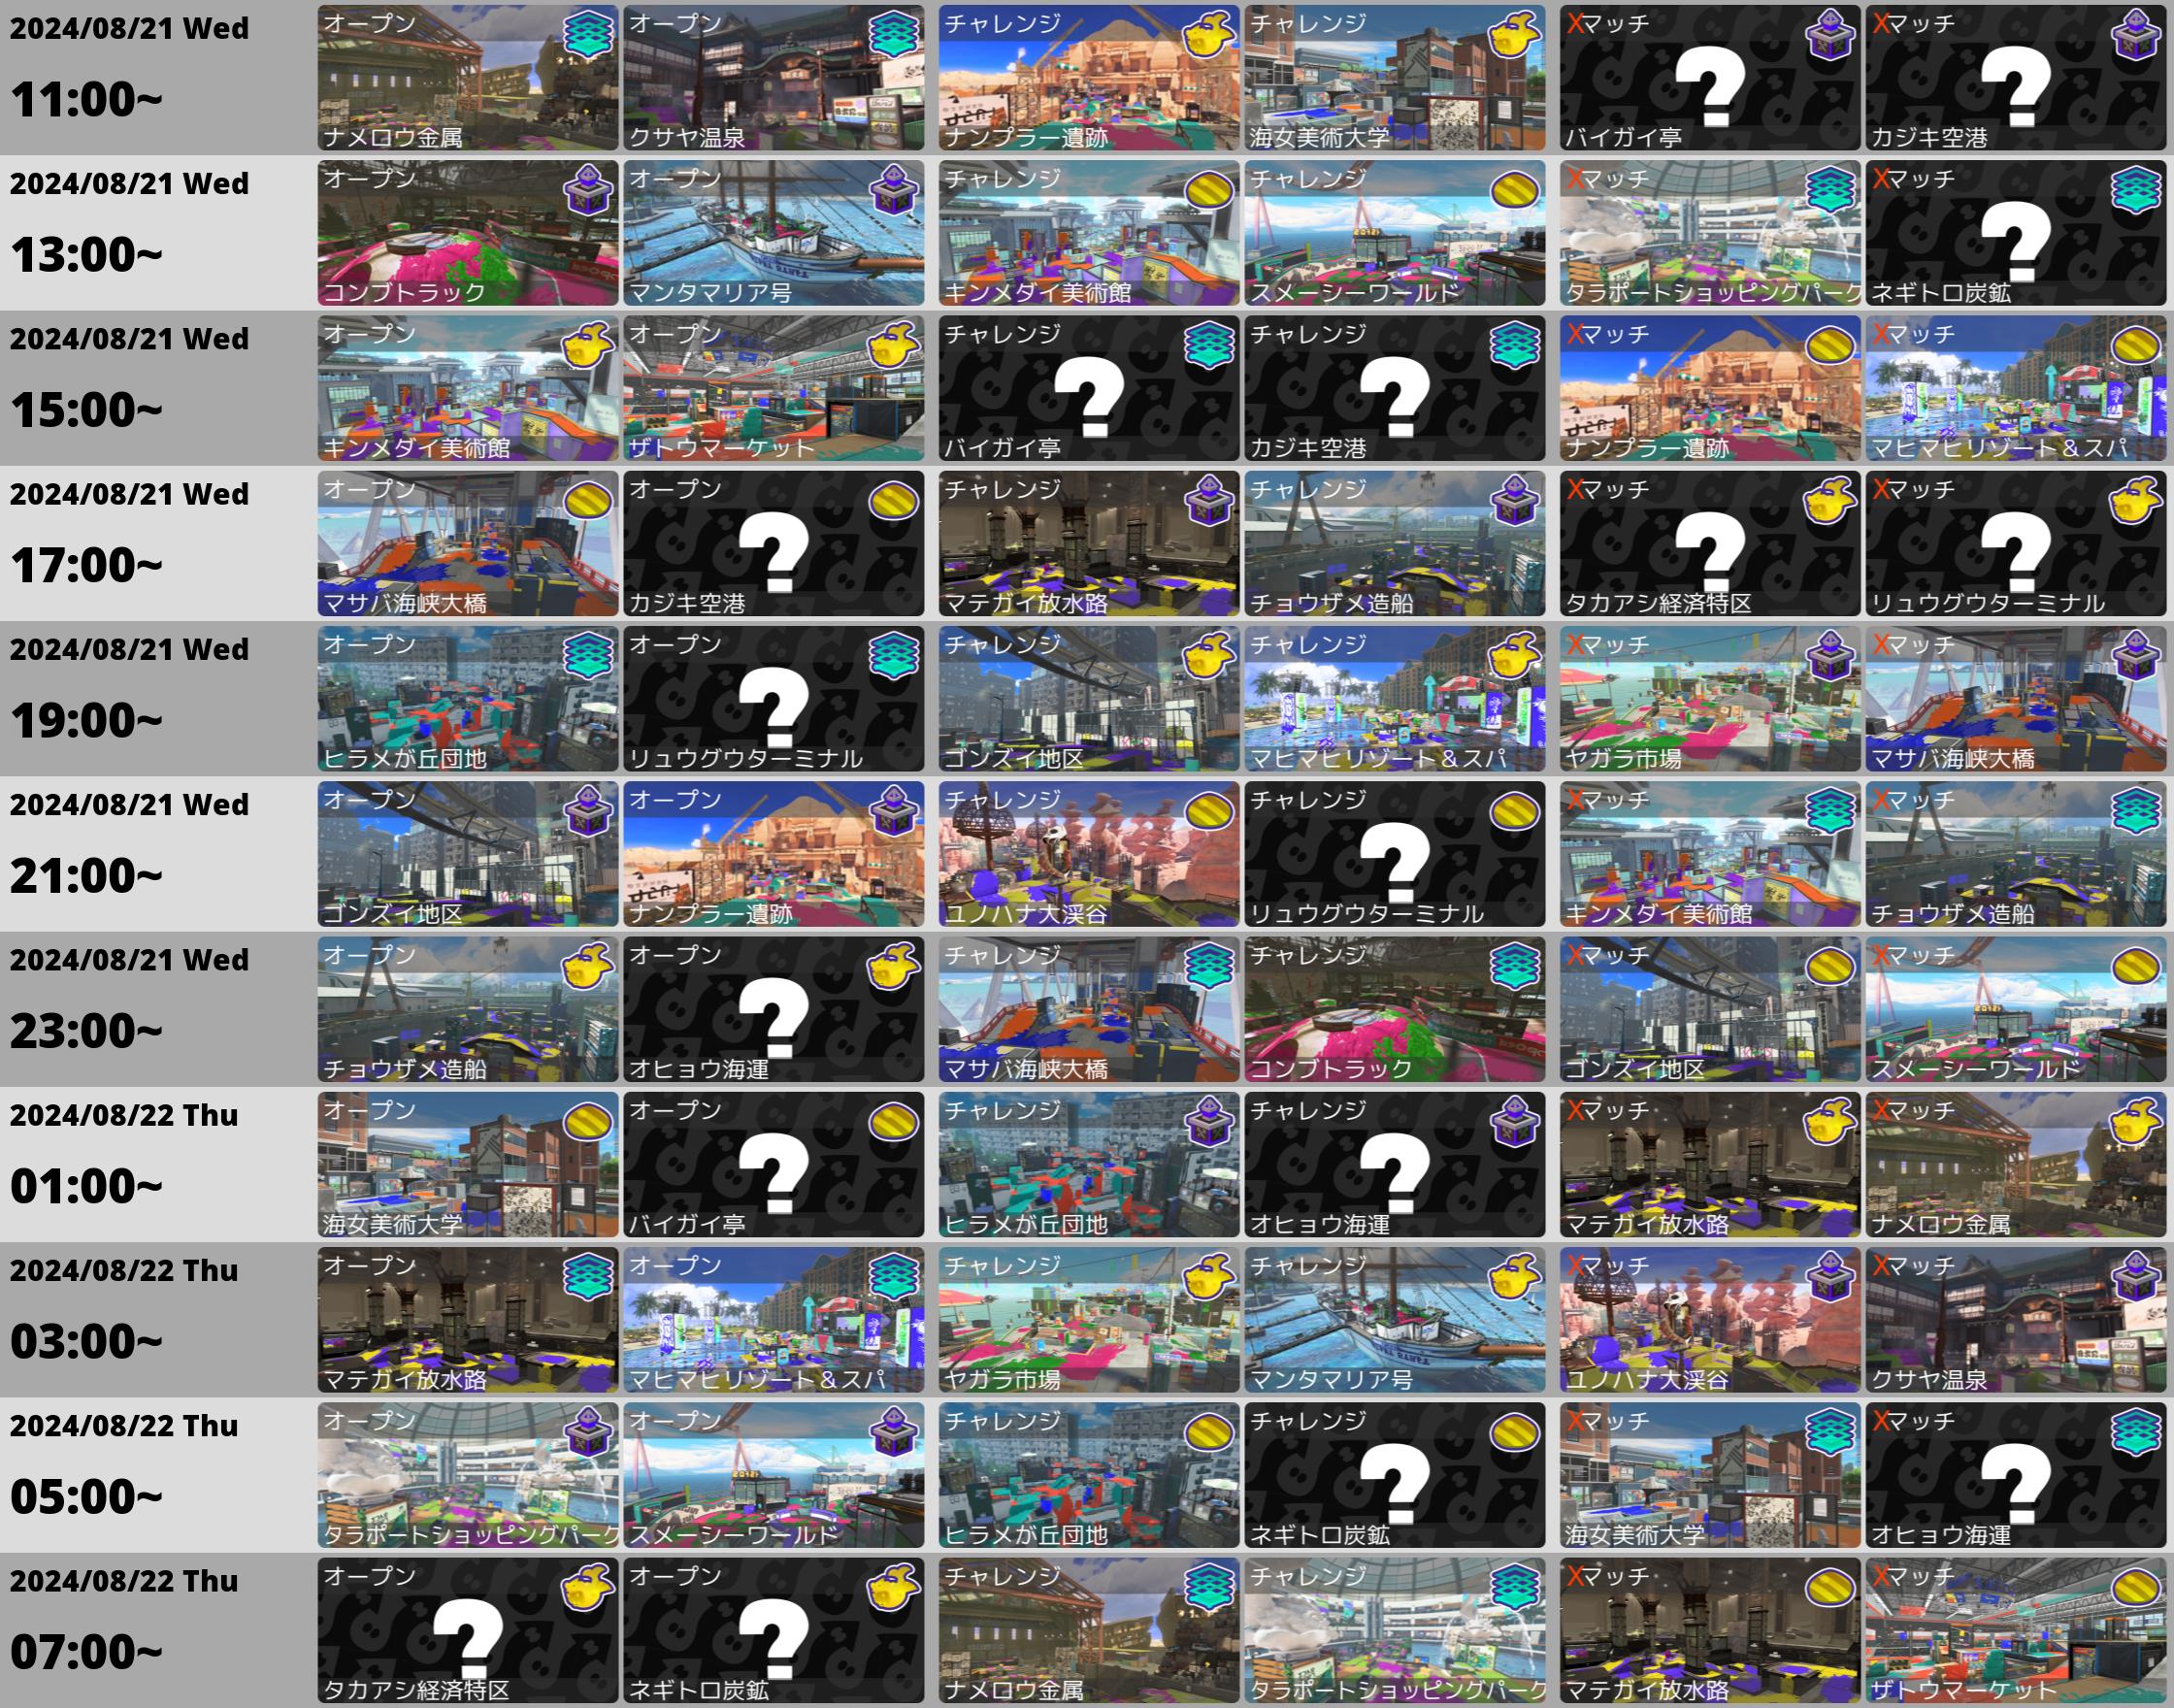 2024/08/21 Wed
11:00~
オープン
ナメロウ金属
オープン
クサヤ温泉
チャレンジ
ナンプラー遺跡
チャレンジ
海女美術大学
Xマッチ
バイガイ亭
Xマッチ
カジキ空港
2024/08/21 Wed
13:00~
オープン
コンブトラック
オープン
マンタマリア号
チャレンジ
キンメダイ美術館
チャレンジ
スメーシーワールド
Xマッチ
タラポートショッピングパーク
Xマッチ
ネギトロ炭鉱
2024/08/21 Wed
15:00~
オープン
キンメダイ美術館
オープン
ザトウマーケット
チャレンジ
バイガイ亭
チャレンジ
カジキ空港
Xマッチ
ナンプラー遺跡
Xマッチ
マヒマヒリゾート＆スパ
2024/08/21 Wed
17:00~
オープン
マサバ海峡大橋
オープン
カジキ空港
チャレンジ
マテガイ放水路
チャレンジ
チョウザメ造船
Xマッチ
タカアシ経済特区
Xマッチ
リュウグウターミナル
2024/08/21 Wed
19:00~
オープン
ヒラメが丘団地
オープン
リュウグウターミナル
チャレンジ
ゴンズイ地区
チャレンジ
マヒマヒリゾート＆スパ
Xマッチ
ヤガラ市場
Xマッチ
マサバ海峡大橋
2024/08/21 Wed
21:00~
オープン
ゴンズイ地区
オープン
ナンプラー遺跡
チャレンジ
ユノハナ大渓谷
チャレンジ
リュウグウターミナル
Xマッチ
キンメダイ美術館
Xマッチ
チョウザメ造船
2024/08/21 Wed
23:00~
オープン
チョウザメ造船
オープン
オヒョウ海運
チャレンジ
マサバ海峡大橋
チャレンジ
コンブトラック
Xマッチ
ゴンズイ地区
Xマッチ
スメーシーワールド
2024/08/22 Thu
01:00~
オープン
海女美術大学
オープン
バイガイ亭
チャレンジ
ヒラメが丘団地
チャレンジ
オヒョウ海運
Xマッチ
マテガイ放水路
Xマッチ
ナメロウ金属
2024/08/22 Thu
03:00~
オープン
マテガイ放水路
オープン
マヒマヒリゾート＆スパ
チャレンジ
ヤガラ市場
チャレンジ
マンタマリア号
Xマッチ
ユノハナ大渓谷
Xマッチ
クサヤ温泉
2024/08/22 Thu
05:00~
オープン
タラポートショッピングパーク
オープン
スメーシーワールド
チャレンジ
ヒラメが丘団地
チャレンジ
ネギトロ炭鉱
Xマッチ
海女美術大学
Xマッチ
オヒョウ海運
2024/08/22 Thu
07:00~
オープン
タカアシ経済特区
オープン
ネギトロ炭鉱
チャレンジ
ナメロウ金属
チャレンジ
タラポートショッピングパーク
Xマッチ
マテガイ放水路
Xマッチ
ザトウマーケット